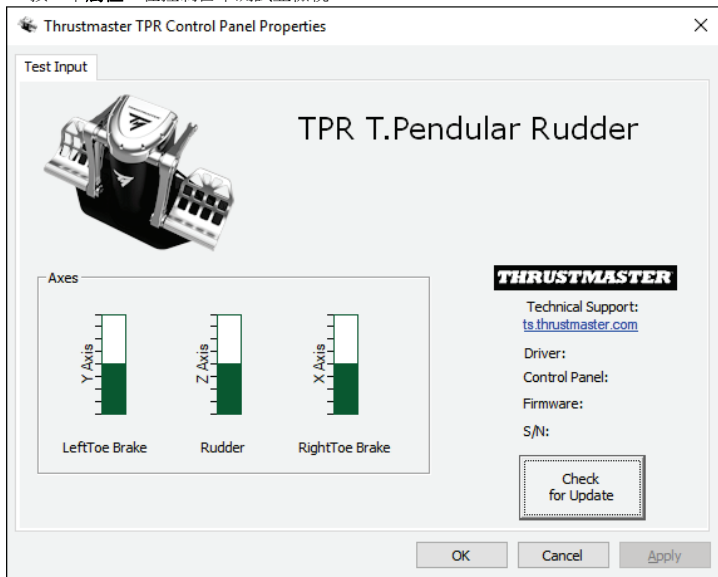 Thrustmaster TPR Control Panel Properties
Test Input
TPR T.Pendular Rudder
Axes
Y Axis
Z Axis
X Axis
LeftToe Brake
Rudder
RightToe Brake
THRUSTMASTER
Technical Support:
ts.thrustmaster.com
Driver:
Control Panel:
Firmware:
S/N:
Check
for Update
OK
Cancel
Apply